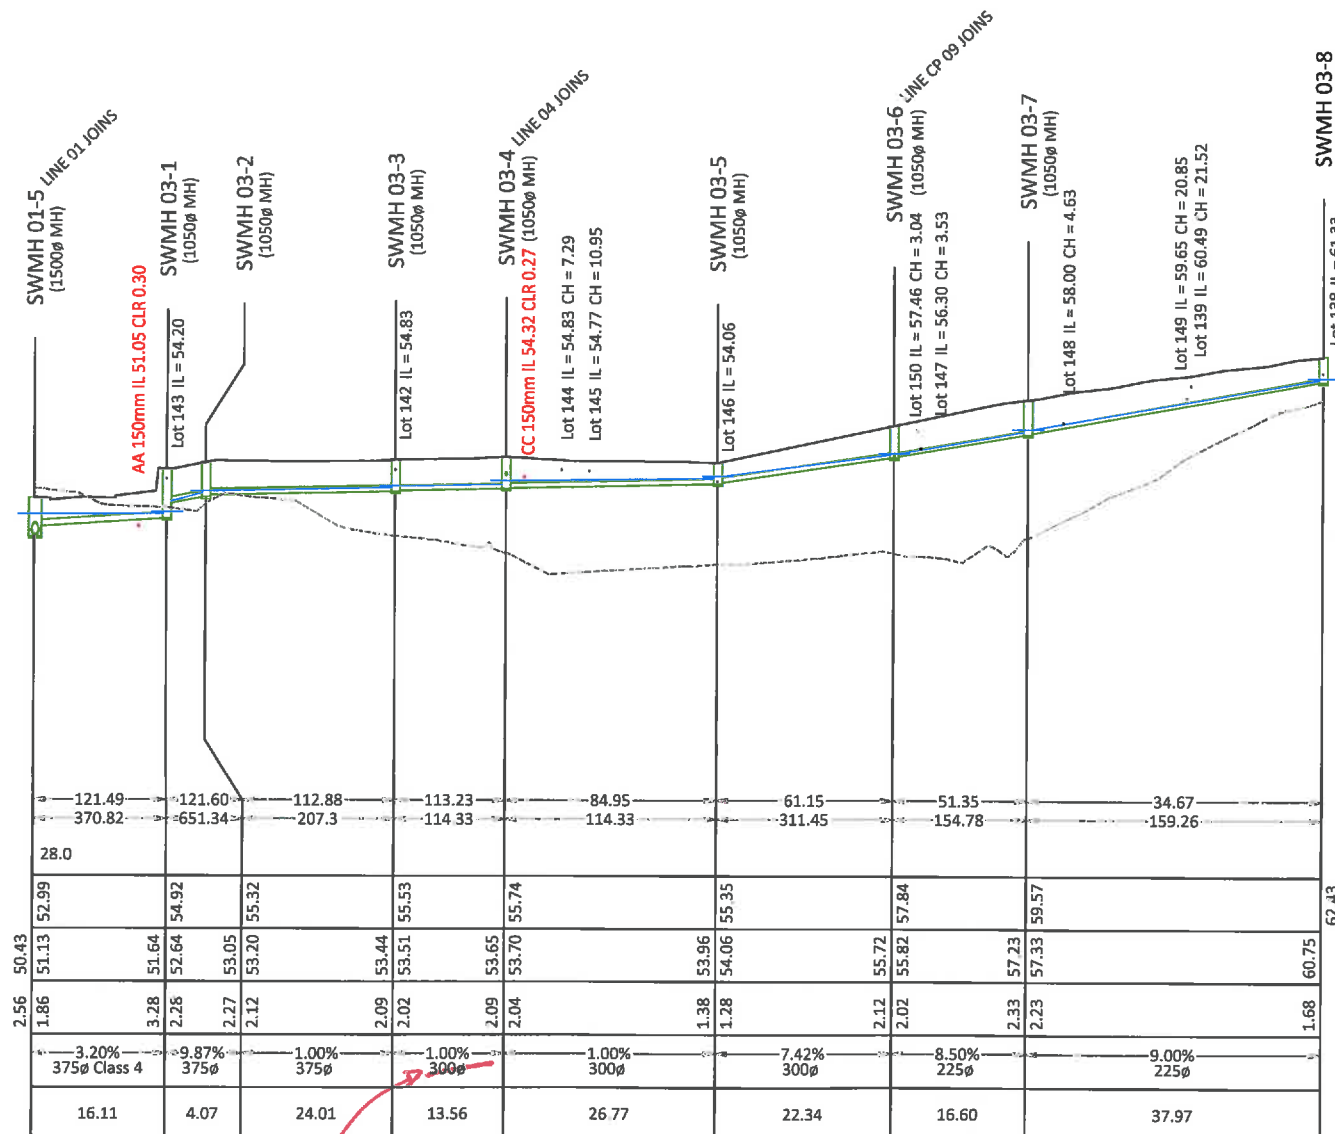 SWMH 01-5 LINE 01 JOINS
(1500ø MH)
AA 150mm IL 51.05 CLR 0.30
SWMH 03-1
(1050ø MH)
Lot 143 IL = 54.20
SWMH 03-2
(1050ø MH)
SWMH 03-3
(1050ø MH)
Lot 142 IL = 54.83
SWMH 03-4 LINE 04 JOINS
(1050ø MH)
CC 150mm IL 54.32 CLR 0.27
Lot 144 IL = 54.83 CH = 7.29
Lot 145 IL = 54.77 CH = 10.95
SWMH 03-5
(1050ø MH)
Lot 146 IL = 54.06
SWMH 03-6 LINE CP 09 JOINS
(1050ø MH)
Lot 150 IL = 57.46 CH = 3.04
Lot 147 IL = 56.30 CH = 3.53
SWMH 03-7
(1050ø MH)
Lot 148 IL = 58.00 CH = 4.63
Lot 149 IL = 59.65 CH = 20.85
Lot 139 IL = 60.49 CH = 21.52
SWMH 03-8
121.49 121.60 112.88 113.23 84.95 61.15 51.35 34.67
370.82 651.34 207.3 114.33 114.33 311.45 154.78 159.26
28.0
52.99 54.92 55.32 55.53 55.74 55.35 57.84 59.57 62.43
50.43 51.13 51.64 52.64 53.05 53.20 53.44 53.51 53.65 53.70 53.96 54.06 55.72 55.82 57.23 57.33 60.75
2.56 1.86 3.28 2.28 2.27 2.12 2.09 2.02 2.09 2.04 1.38 1.28 2.12 2.02 2.33 2.23 1.68
3.20% 9.87% 1.00% 1.00% 1.00% 7.42% 8.50% 9.00%
375ø Class 4 375ø 375ø 300ø 300ø 300ø 225ø 225ø
16.11 4.07 24.01 13.56 26.77 22.34 16.60 37.97